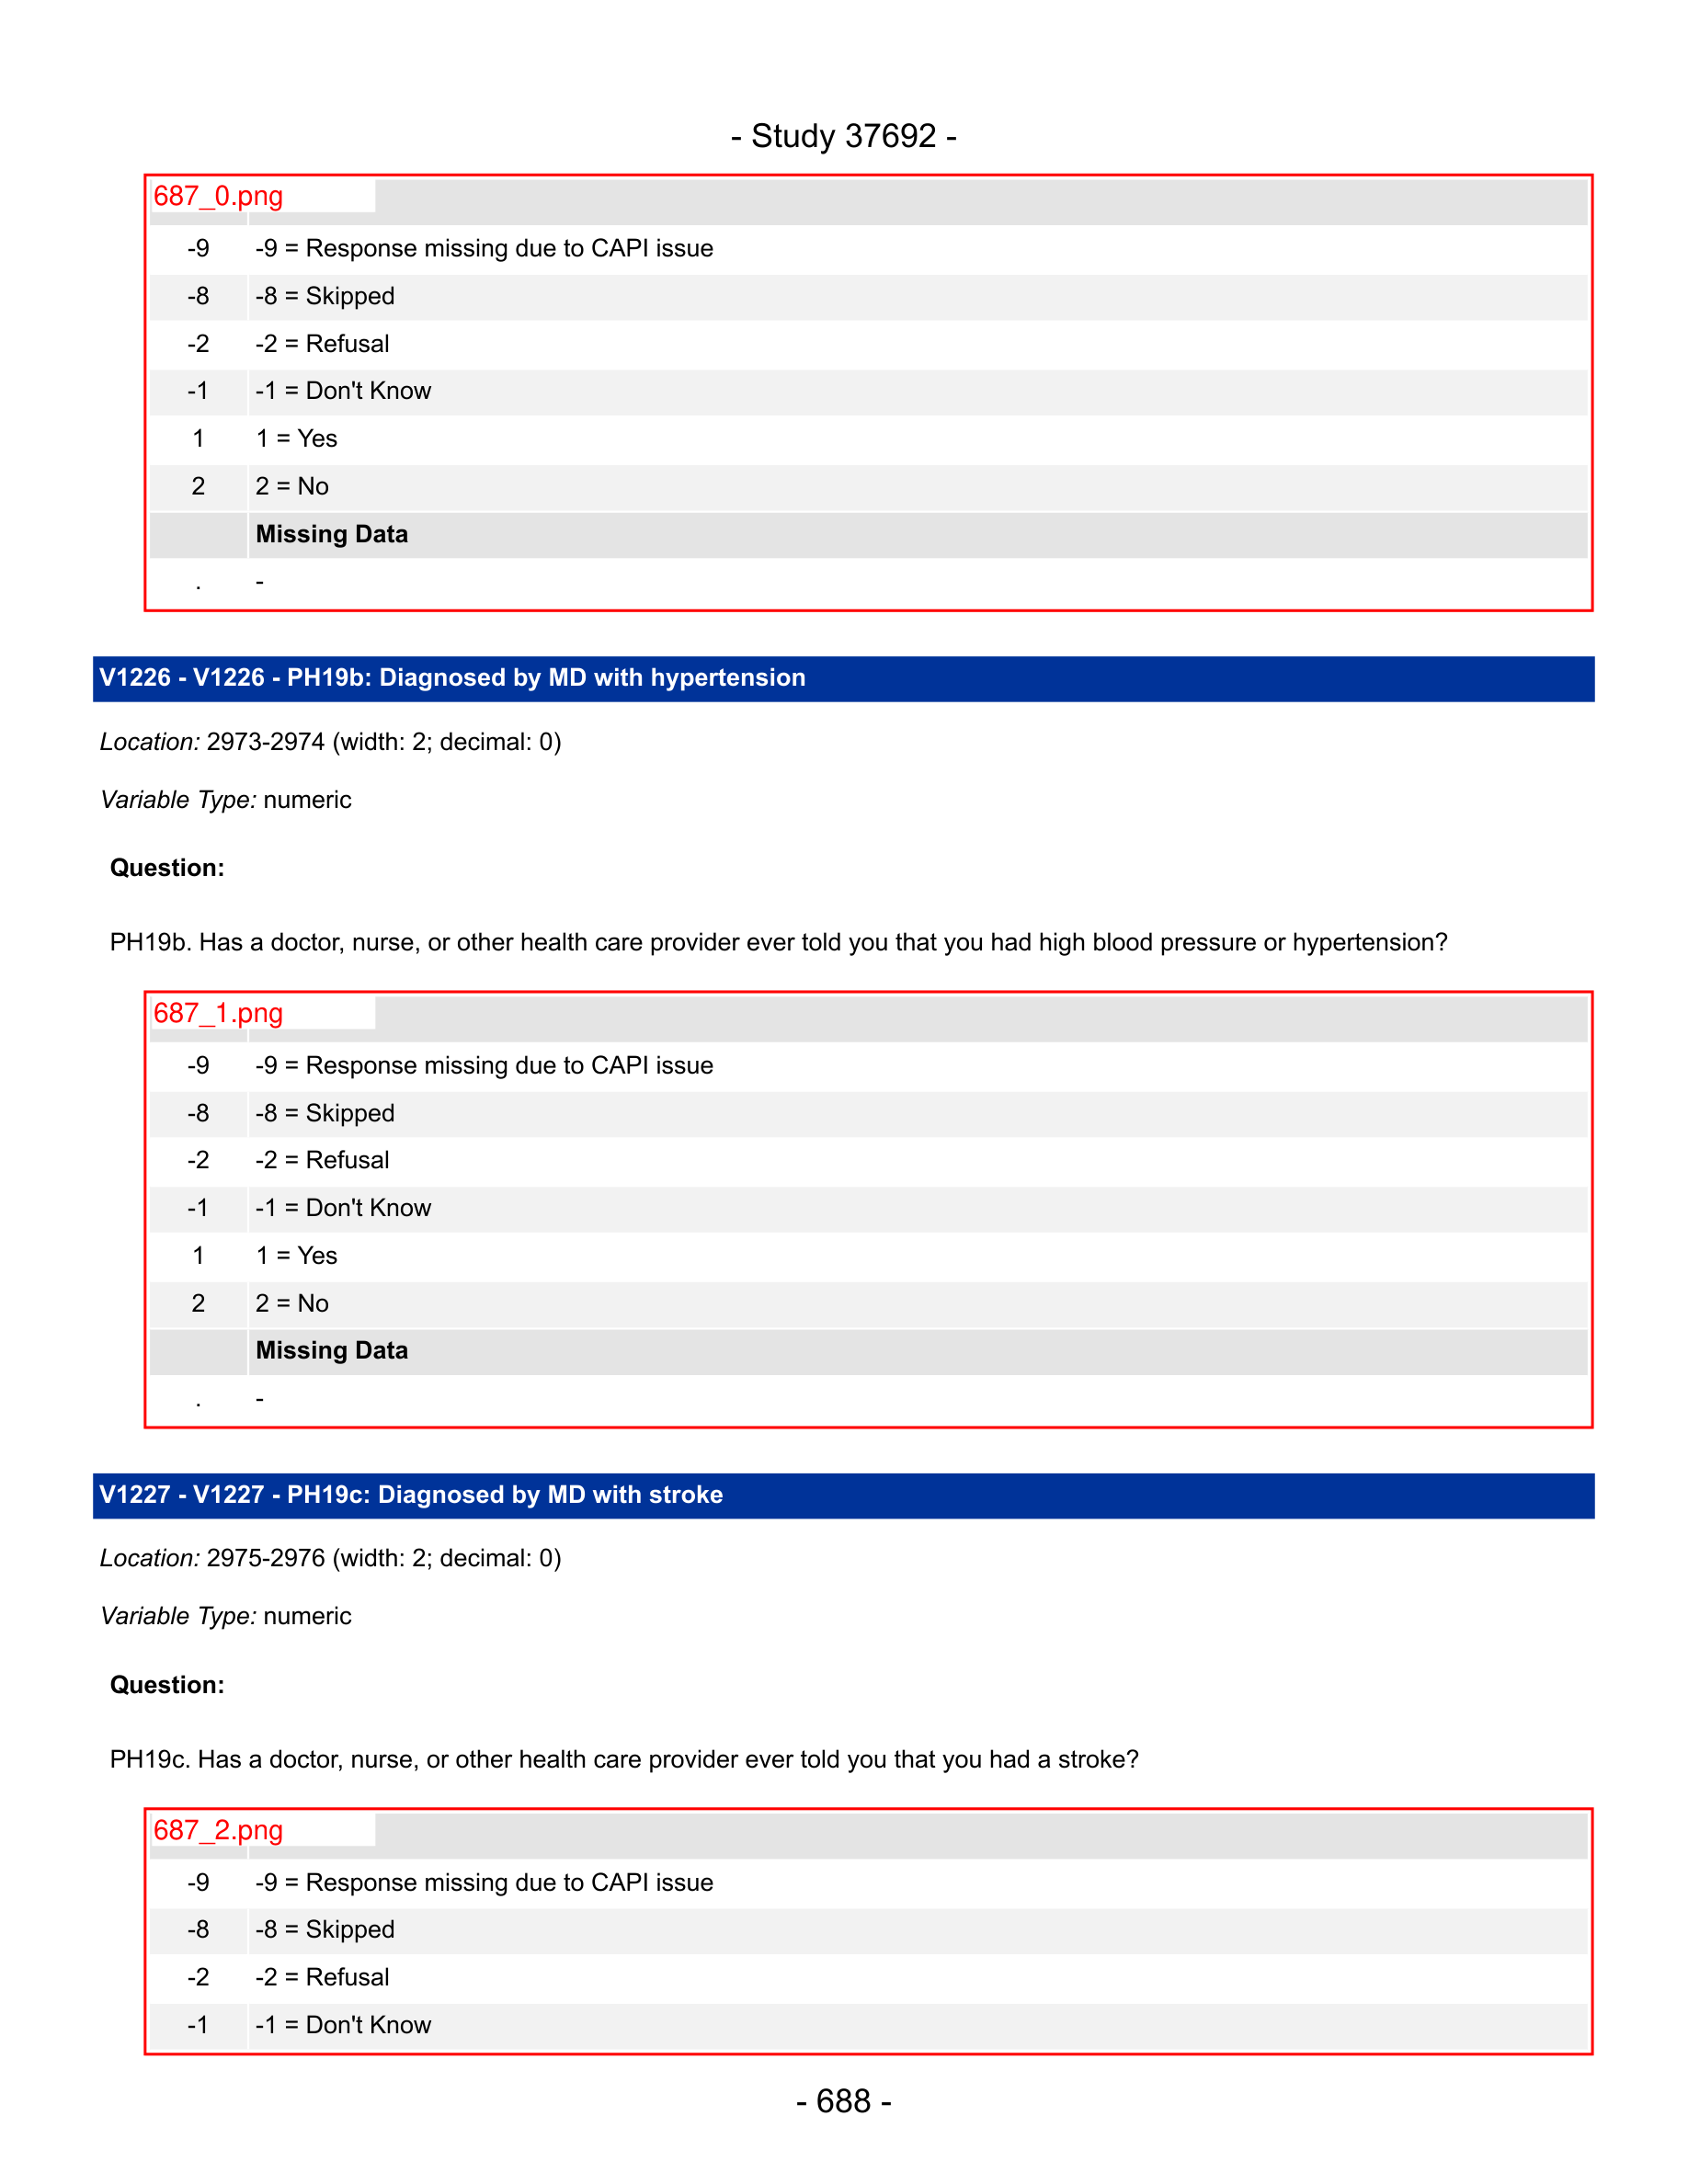 - Study 37692 -
687_0.png
-9 -9 = Response missing due to CAPI issue
-8 -8 = Skipped
-2 -2 = Refusal
-1 -1 = Don't Know
1 1 = Yes
2 2 = No
Missing Data
. -
V1226 - V1226 - PH19b: Diagnosed by MD with hypertension
Location: 2973-2974 (width: 2; decimal: 0)
Variable Type: numeric
Question:
PH19b. Has a doctor, nurse, or other health care provider ever told you that you had high blood pressure or hypertension?
687_1.png
-9 -9 = Response missing due to CAPI issue
-8 -8 = Skipped
-2 -2 = Refusal
-1 -1 = Don't Know
1 1 = Yes
2 2 = No
Missing Data
. -
V1227 - V1227 - PH19c: Diagnosed by MD with stroke
Location: 2975-2976 (width: 2; decimal: 0)
Variable Type: numeric
Question:
PH19c. Has a doctor, nurse, or other health care provider ever told you that you had a stroke?
687_2.png
-9 -9 = Response missing due to CAPI issue
-8 -8 = Skipped
-2 -2 = Refusal
-1 -1 = Don't Know
- 688 -